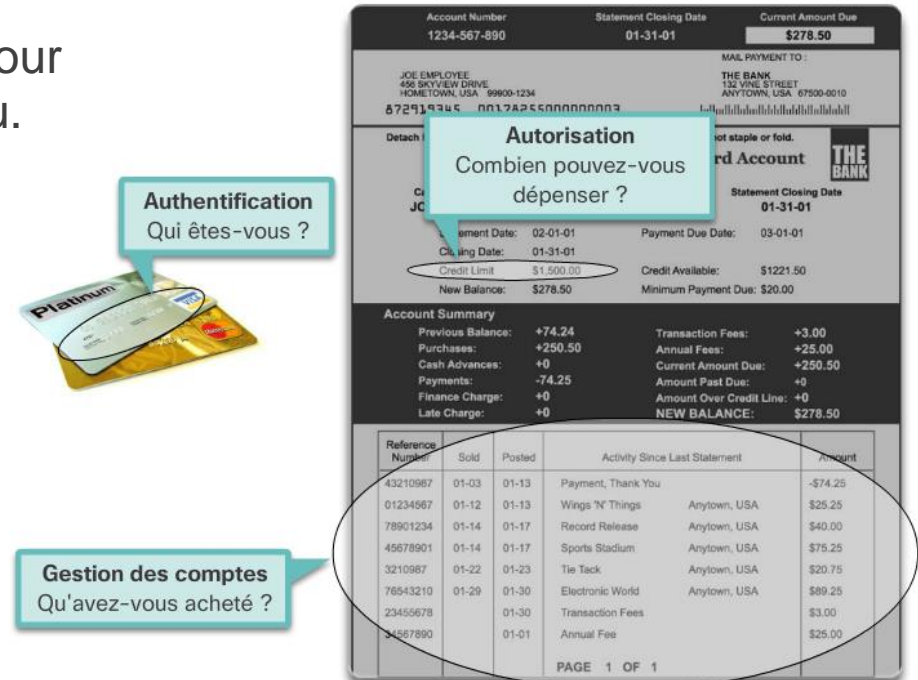 our
u.
Authentification
Qui êtes-vous ?
Platinum
VISA
MasterCard
Autorisation
Combien pouvez-vous
dépenser ?
Gestion des comptes
Qu'avez-vous acheté ?
Account Number Statement Closing Date Current Amount Due
1234-567-890 01-31-01 $278.50
MAIL PAYMENT TO :
JOE EMPLOYEE THE BANK
456 SKYVIEW DRIVE 132 VINE STREET
HOMETOWN, USA 99900-1234 ANYTOWN, USA 67500-0010
Detach not staple or fold.
rd Account THE BANK
Statement Closing Date
JO 01-31-01
Statement Date: 02-01-01 Payment Due Date: 03-01-01
Closing Date: 01-31-01
Credit Limit $1,500.00 Credit Available: $1221.50
New Balance: $278.50 Minimum Payment Due: $20.00
Account Summary
Previous Balance: +74.24 Transaction Fees: +3.00
Purchases: +250.50 Annual Fees: +25.00
Cash Advances: +0 Current Amount Due: +250.50
Payments: -74.25 Amount Past Due: +0
Finance Charge: +0 Amount Over Credit Line: +0
Late Charge: +0 NEW BALANCE: $278.50
Reference
Number Sold Posted Activity Since Last Statement Amount
43210987 01-03 01-13 Payment, Thank You -$74.25
01234567 01-12 01-13 Wings 'N' Things Anytown, USA $25.25
78901234 01-14 01-17 Record Release Anytown, USA $40.00
45678901 01-14 01-17 Sports Stadium Anytown, USA $75.25
3210987 01-22 01-23 Tie Tack Anytown, USA $20.75
76543210 01-29 01-30 Electronic World Anytown, USA $89.25
23455678 01-30 Transaction Fees $3.00
34567890 01-01 Annual Fee $25.00
PAGE 1 OF 1